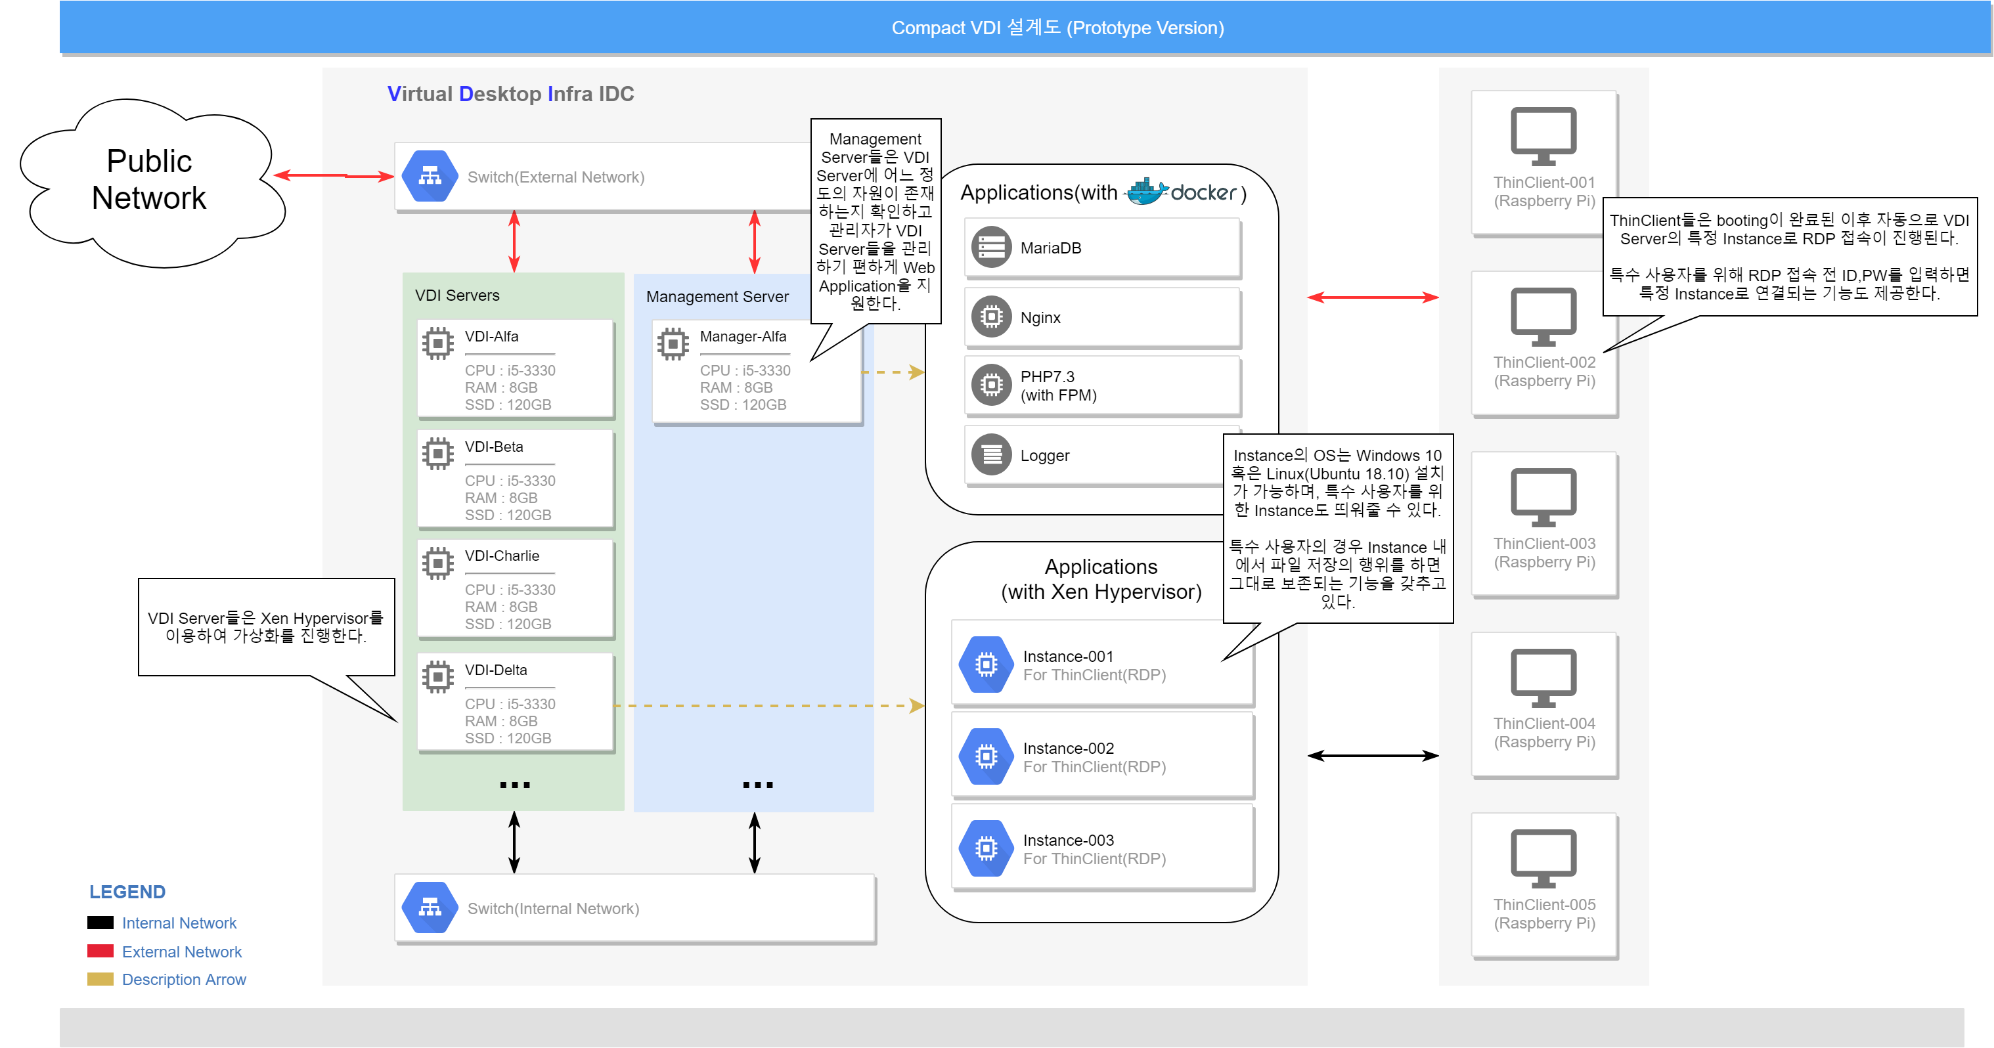 Compact VDI 설계도 (Prototype Version)
Virtual Desktop Infra IDC
Public
Network
Switch(External Network)
Management
Server들은 VDI
Server에 어느 정
도의 자원이 존재
하는지 확인하고
관리자가 VDI
Server들을 관리
하기 편하게 Web
Application을 지
원한다.
VDI Servers
VDI-Alfa
CPU : i5-3330
RAM : 8GB
SSD : 120GB
VDI-Beta
CPU : i5-3330
RAM : 8GB
SSD : 120GB
VDI-Charlie
CPU : i5-3330
RAM : 8GB
SSD : 120GB
VDI-Delta
CPU : i5-3330
RAM : 8GB
SSD : 120GB
...
Management Server
Manager-Alfa
CPU : i5-3330
RAM : 8GB
SSD : 120GB
...
VDI Server들은 Xen Hypervisor를
이용하여 가상화를 진행한다.
Switch(Internal Network)
Applications(with docker)
MariaDB
Nginx
PHP7.3
(with FPM)
Logger
Instance의 OS는 Windows 10
혹은 Linux(Ubuntu 18.10) 설치
가 가능하며, 특수 사용자를 위
한 Instance도 띄워줄 수 있다.
특수 사용자의 경우 Instance 내
에서 파일 저장의 행위를 하면
그대로 보존되는 기능을 갖추고
있다.
Applications
(with Xen Hypervisor)
Instance-001
For ThinClient(RDP)
Instance-002
For ThinClient(RDP)
Instance-003
For ThinClient(RDP)
ThinClient-001
(Raspberry Pi)
ThinClient들은 booting이 완료된 이후 자동으로 VDI
Server의 특정 Instance로 RDP 접속이 진행된다.
특수 사용자를 위해 RDP 접속 전 ID,PW를 입력하면
특정 Instance로 연결되는 기능도 제공한다.
ThinClient-002
(Raspberry Pi)
ThinClient-003
(Raspberry Pi)
ThinClient-004
(Raspberry Pi)
ThinClient-005
(Raspberry Pi)
LEGEND
Internal Network
External Network
Description Arrow